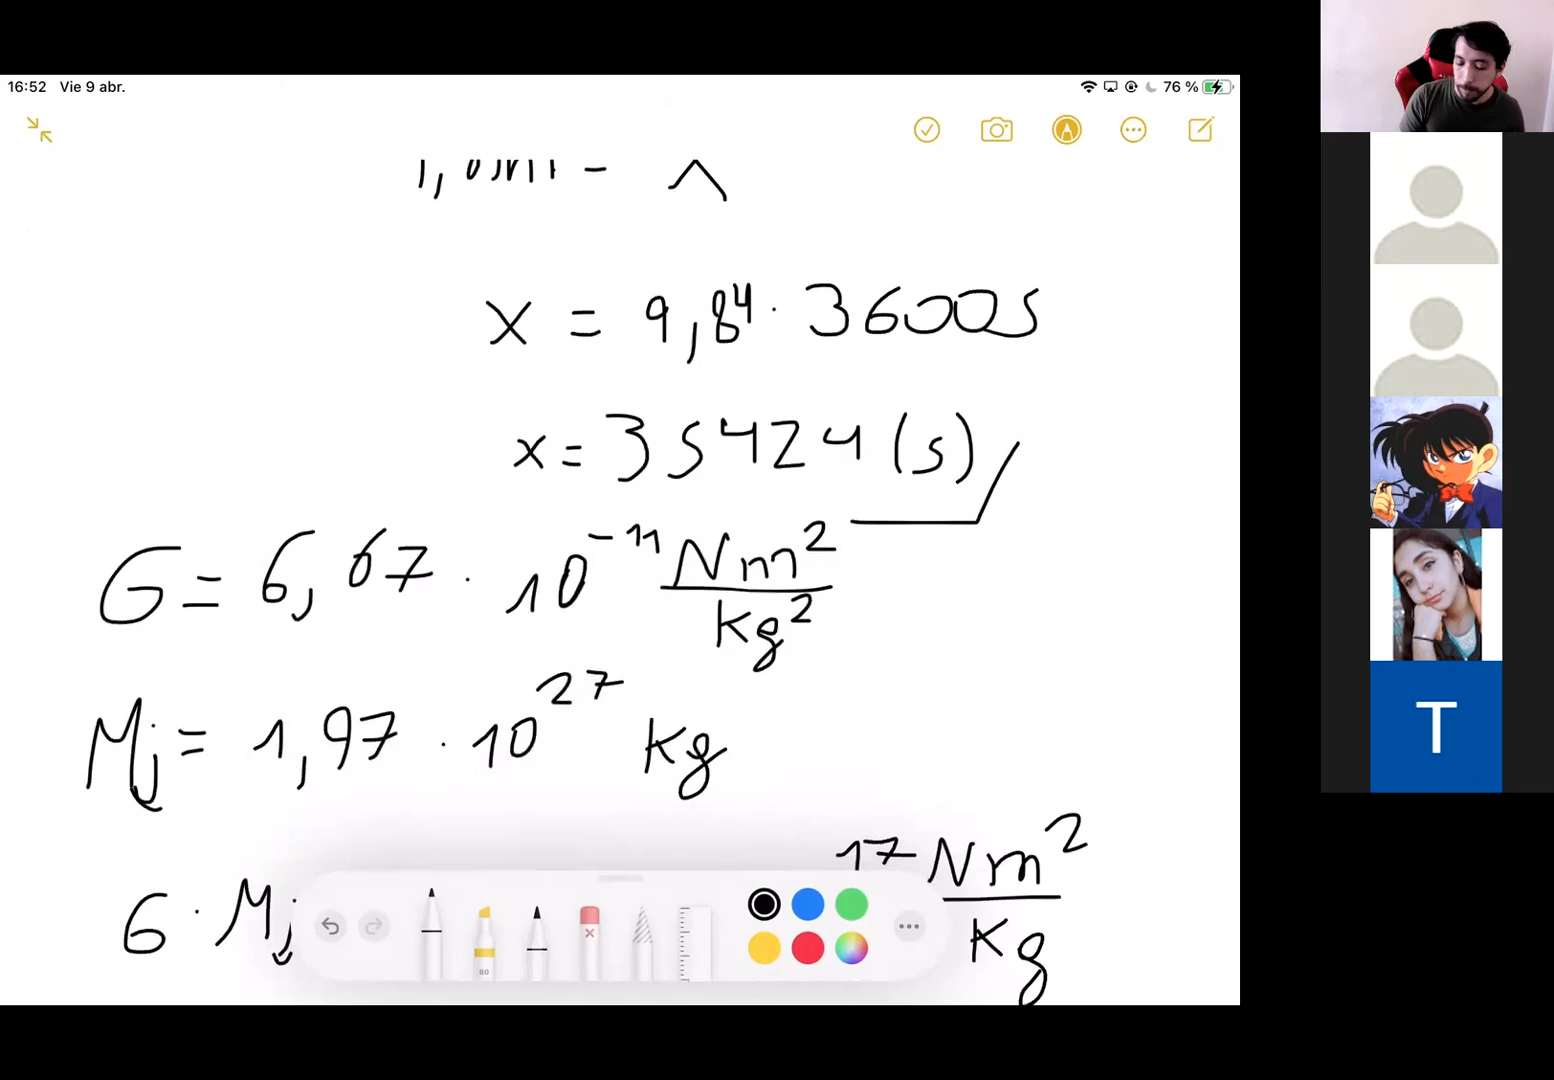 16:52 Vie 9 abr. 76 %
x = 9,84 · 3600s
x = 35424 (s)
G = 6,67 · 10⁻¹¹ Nm²/kg²
Mj = 1,97 · 10²⁷ kg
G · Mj 17 Nm²/kg
80
T